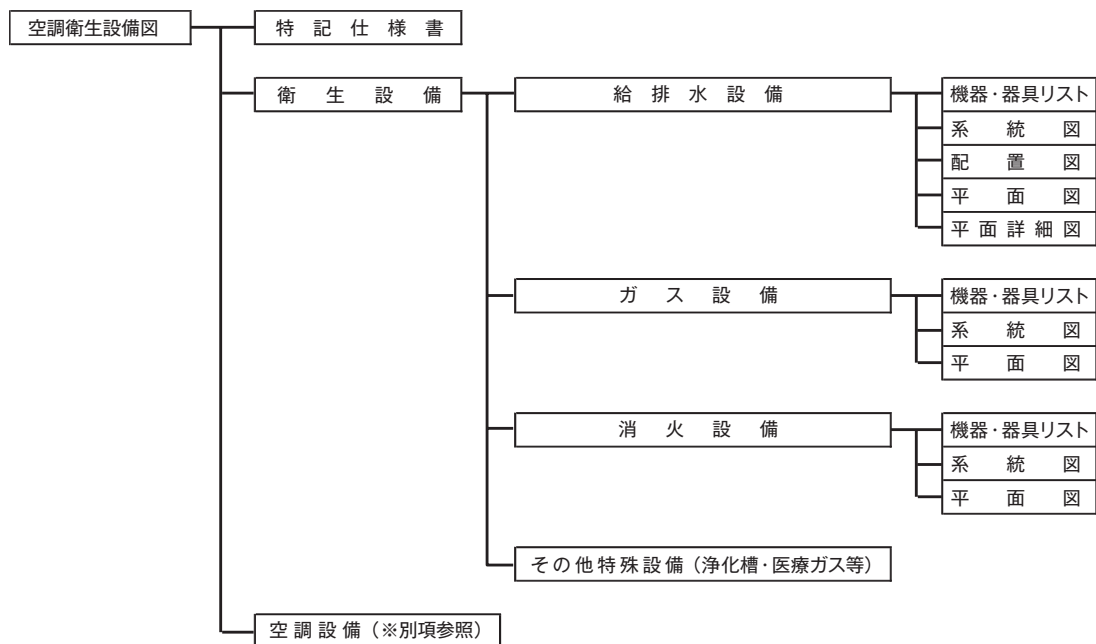 空調衛生設備図
特記仕様書
衛生設備
給排水設備
機器・器具リスト
系統図
配置図
平面図
平面詳細図
ガス設備
機器・器具リスト
系統図
平面図
消火設備
機器・器具リスト
系統図
平面図
その他特殊設備（浄化槽・医療ガス等）
空調設備（※別項参照）